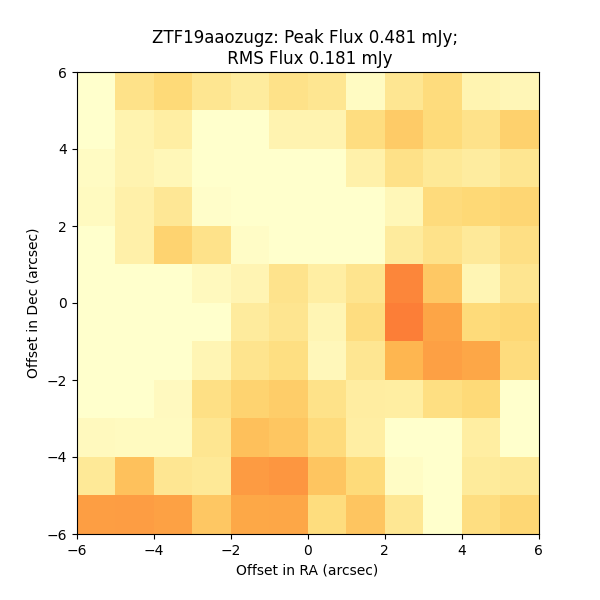 ZTF19aaozugz: Peak Flux 0.481 mJy;
RMS Flux 0.181 mJy
6
4
2
0
−2
−4
−6
Offset in Dec (arcsec)
−6 −4 −2 0 2 4 6
Offset in RA (arcsec)